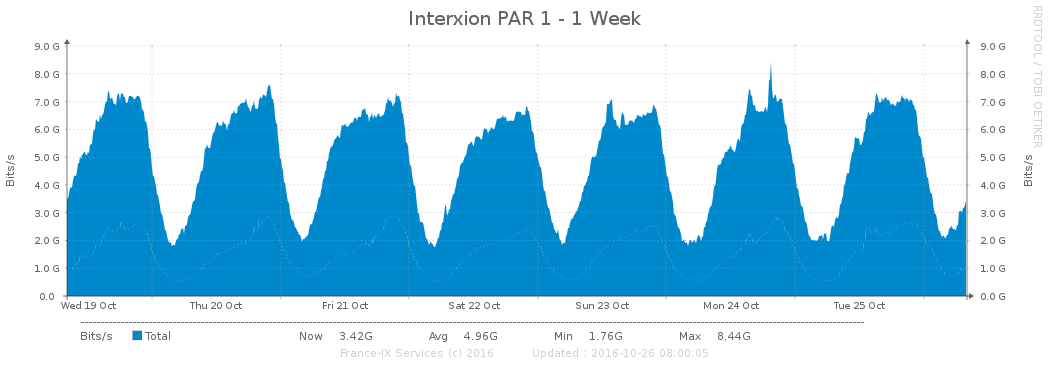 Interxion PAR 1 - 1 Week
RRDTOOL / TOBI OETIKER
Bits/s
9.0 G 9.0 G
8.0 G 8.0 G
7.0 G 7.0 G
6.0 G 6.0 G
5.0 G 5.0 G
4.0 G 4.0 G
3.0 G 3.0 G
2.0 G 2.0 G
1.0 G 1.0 G
0.0 0.0 G
Bits/s
Wed 19 Oct Thu 20 Oct Fri 21 Oct Sat 22 Oct Sun 23 Oct Mon 24 Oct Tue 25 Oct
Bits/s Total Now 3.42G Avg 4.96G Min 1.76G Max 8.44G
France-IX Services (c) 2016 Updated : 2016-10-26 08:00:05